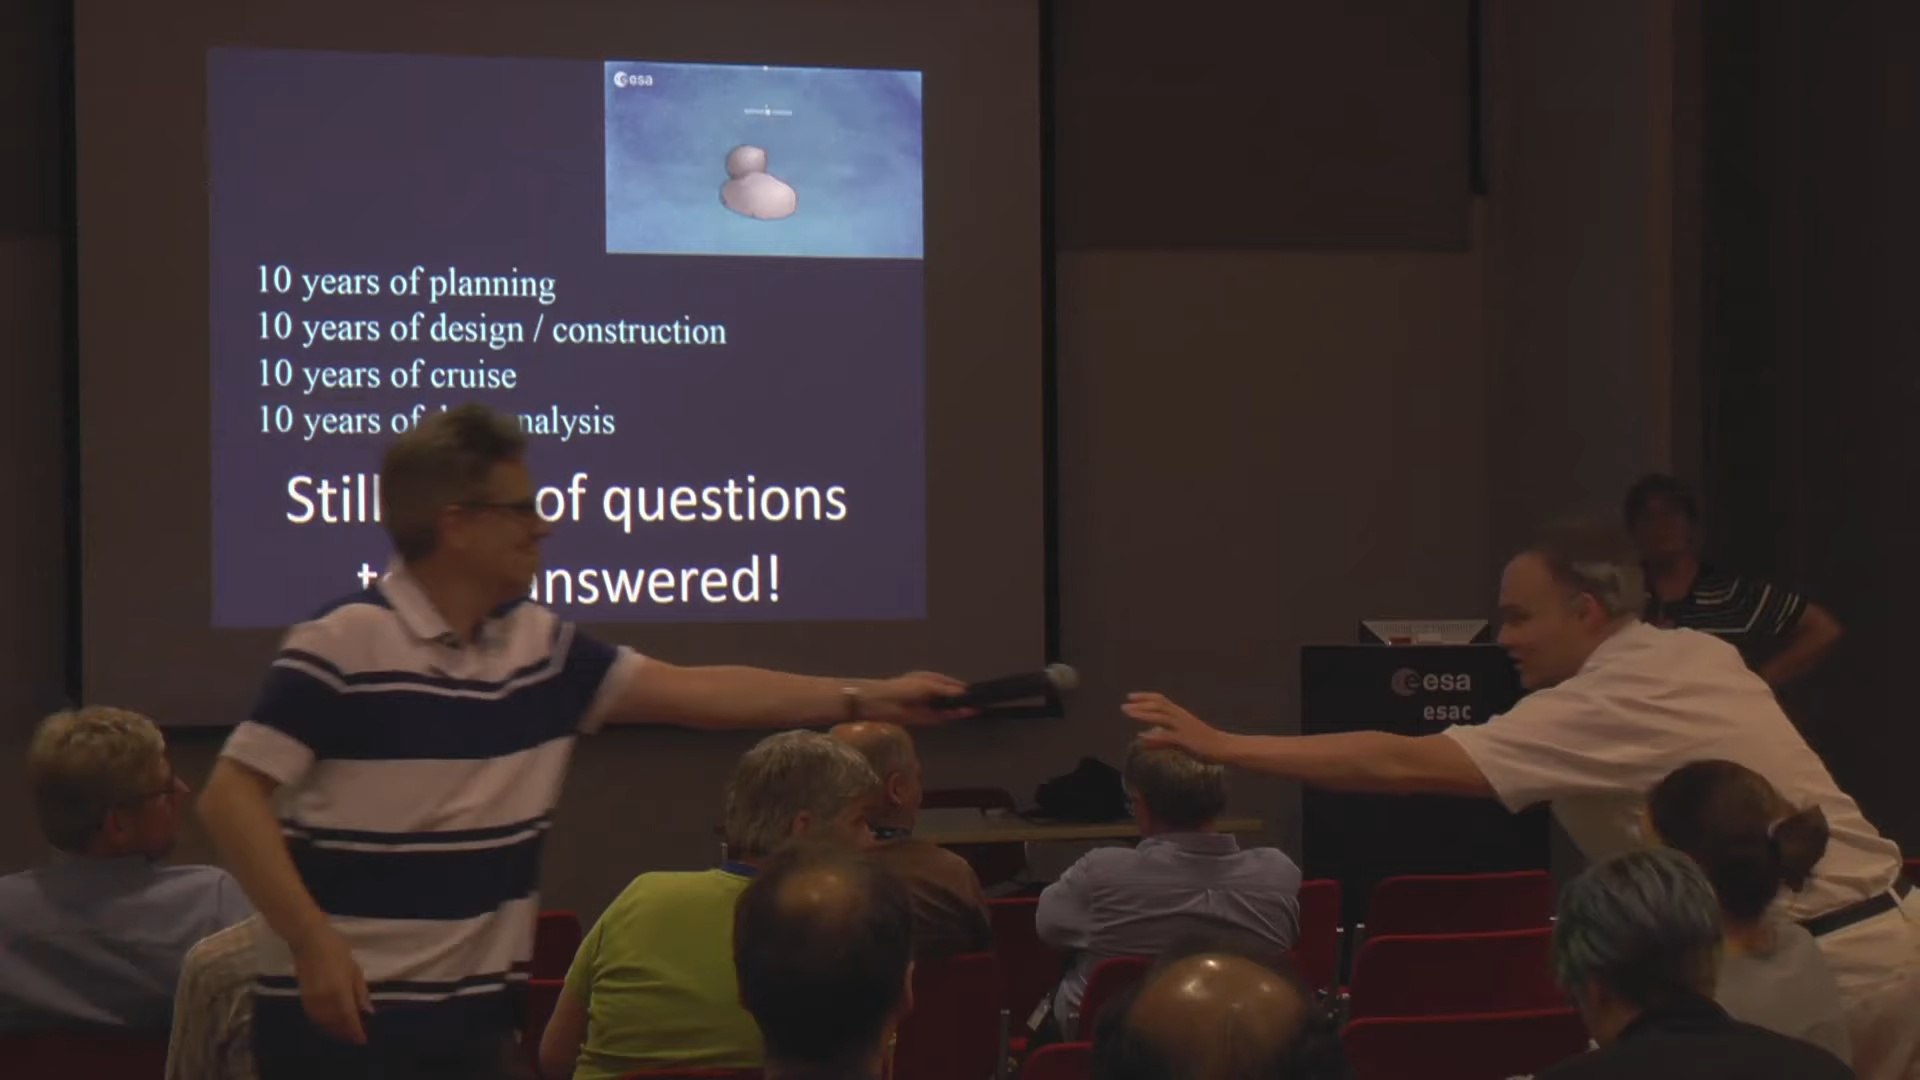 esa
10 years of planning
10 years of design / construction
10 years of cruise
10 years of nalysis
Still of questions
answered!
esa
esac